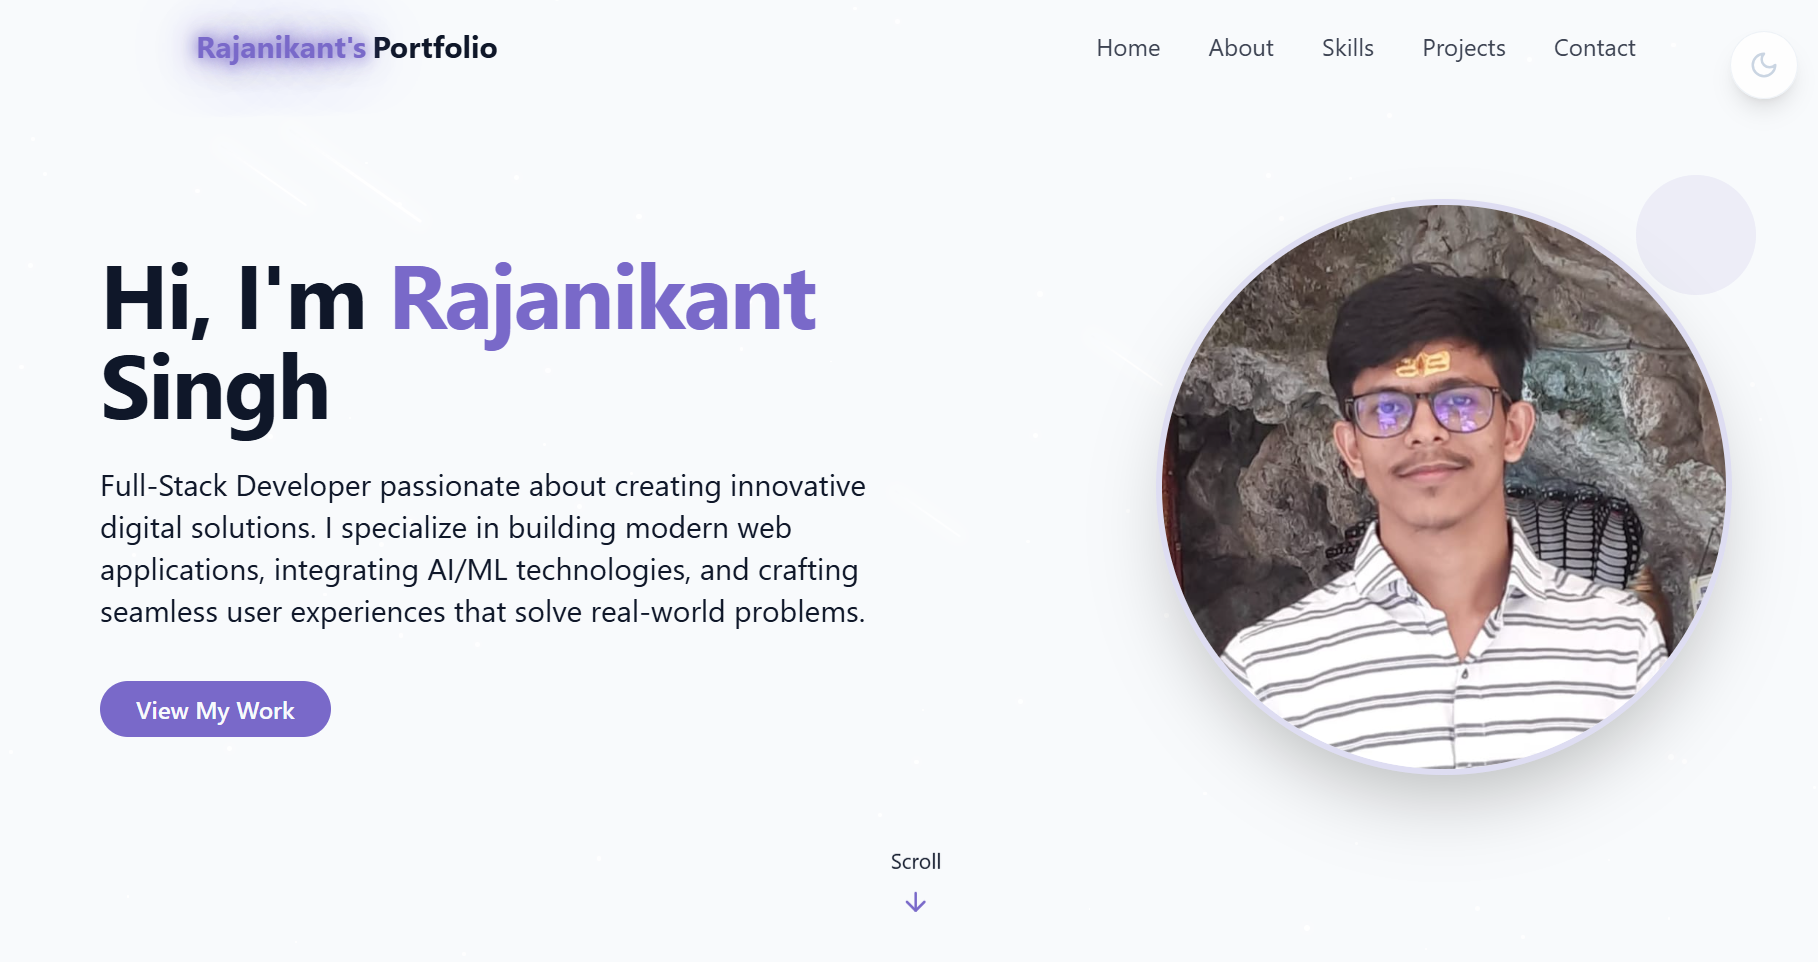 Rajanikant's Portfolio
Home About Skills Projects Contact
Hi, I'm Rajanikant
Singh
Full-Stack Developer passionate about creating innovative
digital solutions. I specialize in building modern web
applications, integrating AI/ML technologies, and crafting
seamless user experiences that solve real-world problems.
View My Work
Scroll